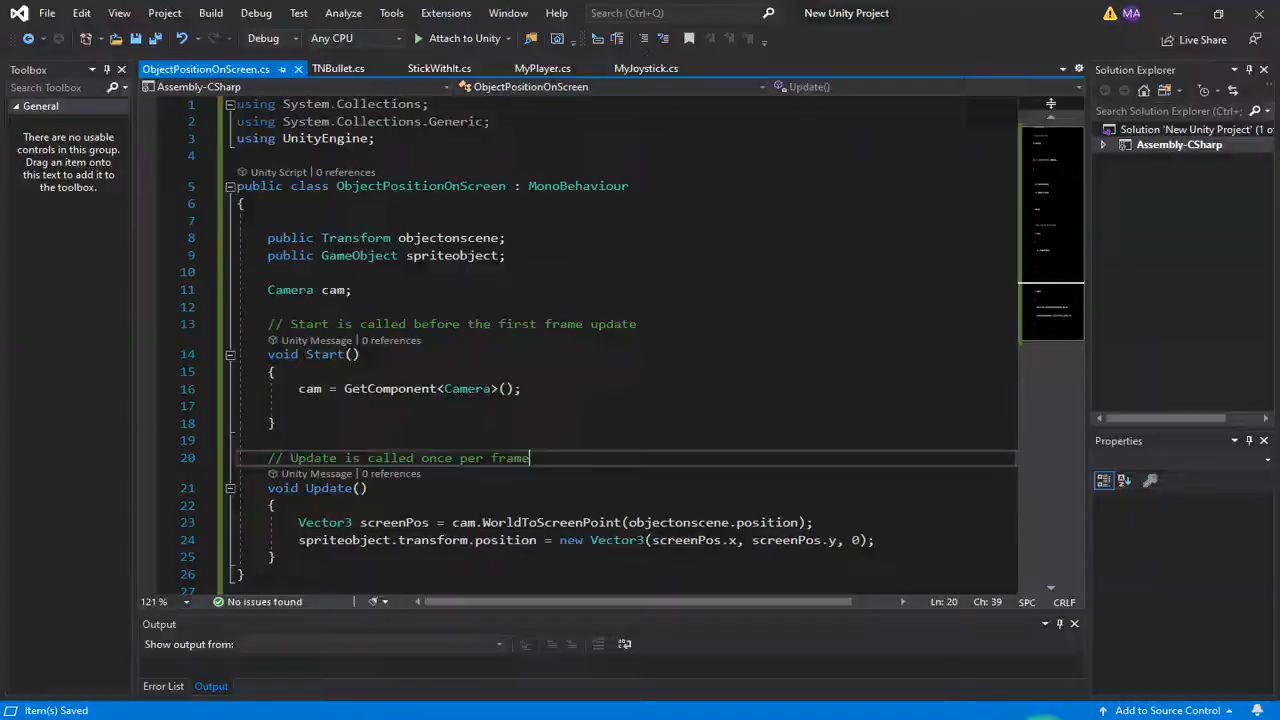 File Edit View Project Build Debug Test Analyze Tools Extensions Window Help Search (Ctrl+Q) New Unity Project MA
Debug Any CPU Attach to Unity Live Share
Toolbox
Search Toolbox
General
There are no usable
controls in this group.
Drag an item onto
this text to add it to
the toolbox.
ObjectPositionOnScreen.cs TNBullet.cs StickWithIt.cs MyPlayer.cs MyJoystick.cs
Assembly-CSharp ObjectPositionOnScreen Update()
1 using System.Collections;
2 using System.Collections.Generic;
3 using UnityEngine;
4
Unity Script | 0 references
5 public class ObjectPositionOnScreen : MonoBehaviour
6 {
7
8 public Transform objectonscene;
9 public GameObject spriteobject;
10
11 Camera cam;
12
13 // Start is called before the first frame update
Unity Message | 0 references
14 void Start()
15 {
16 cam = GetComponent<Camera>();
17
18 }
19
20 // Update is called once per frame
Unity Message | 0 references
21 void Update()
22 {
23 Vector3 screenPos = cam.WorldToScreenPoint(objectonscene.position);
24 spriteobject.transform.position = new Vector3(screenPos.x, screenPos.y, 0);
25 }
26 }
27
121 % No issues found Ln: 20 Ch: 39 SPC CRLF
Output
Show output from:
Error List Output
Solution Explorer
Search Solution Explorer (Ctrl+;
Solution 'New Unity Project' (1 o
Assembly-CSharp
Properties
Item(s) Saved Add to Source Control